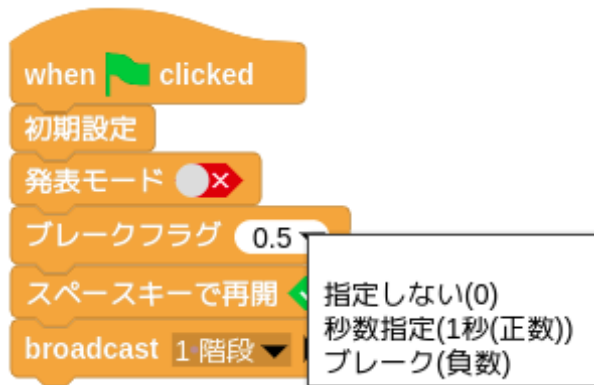 when clicked
初期設定
発表モード
ブレークフラグ 0.5
スペースキーで再開
broadcast 1 階段
指定しない(0)
秒数指定(1秒(正数))
ブレーク(負数)